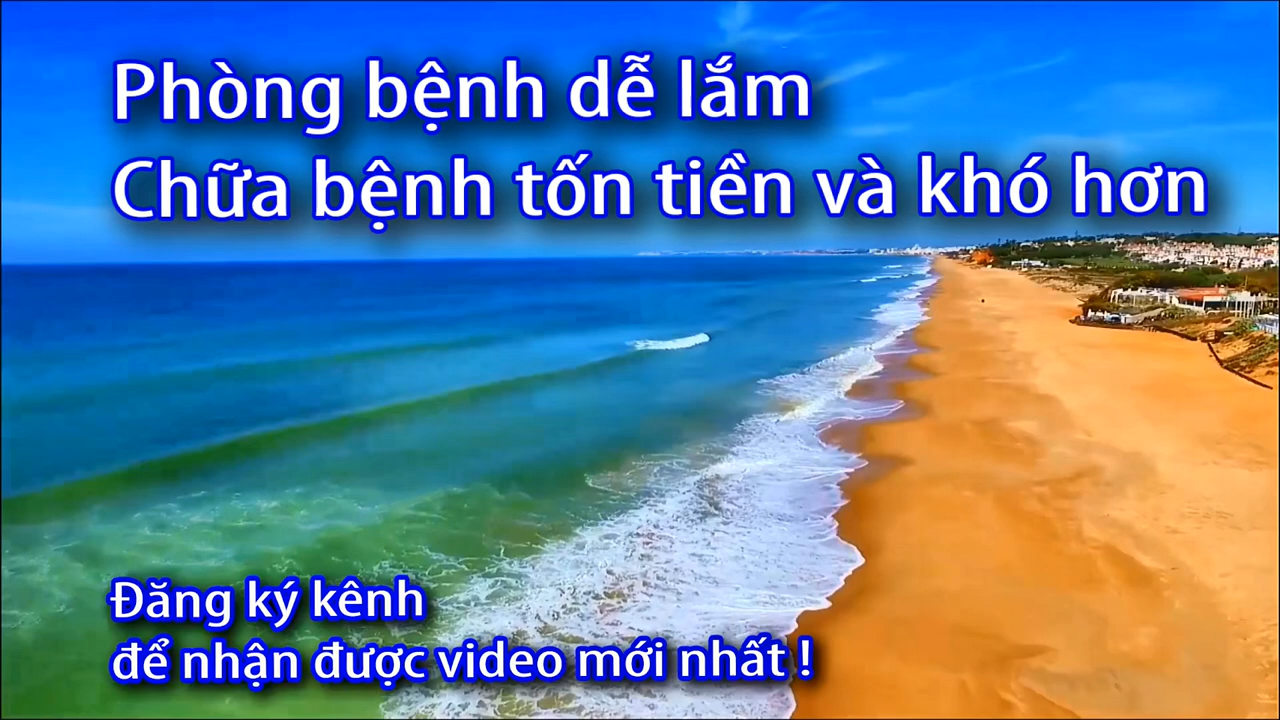 Phòng bệnh dễ lắm
Chữa bệnh tốn tiền và khó hơn
Đăng ký kênh
để nhận được video mới nhất !